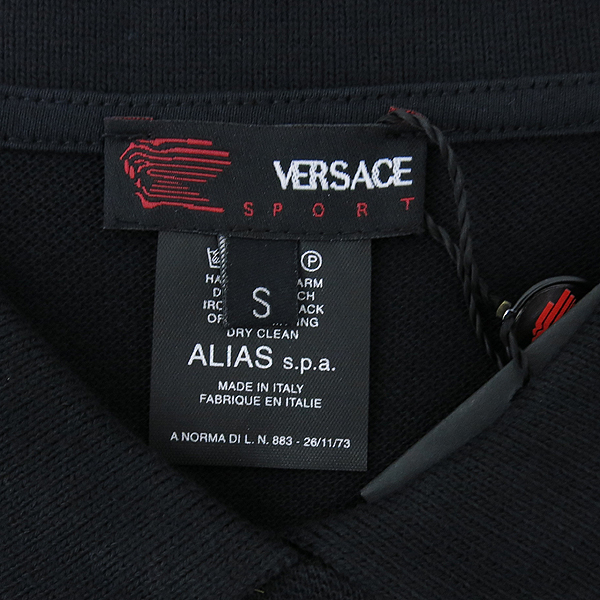 VERSACE
SPORT
S
DRY CLEAN
ALIAS s.p.a.
MADE IN ITALY
FABRIQUE EN ITALIE
A NORMA DI L. N. 883 - 26/11/73
P